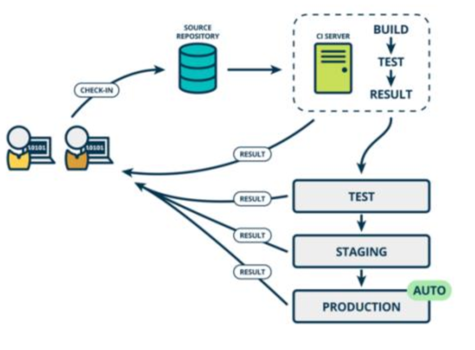 SOURCE
REPOSITORY
CI SERVER
BUILD
TEST
RESULT
CHECK-IN
10101
10101
RESULT
RESULT
RESULT
RESULT
TEST
STAGING
AUTO
PRODUCTION